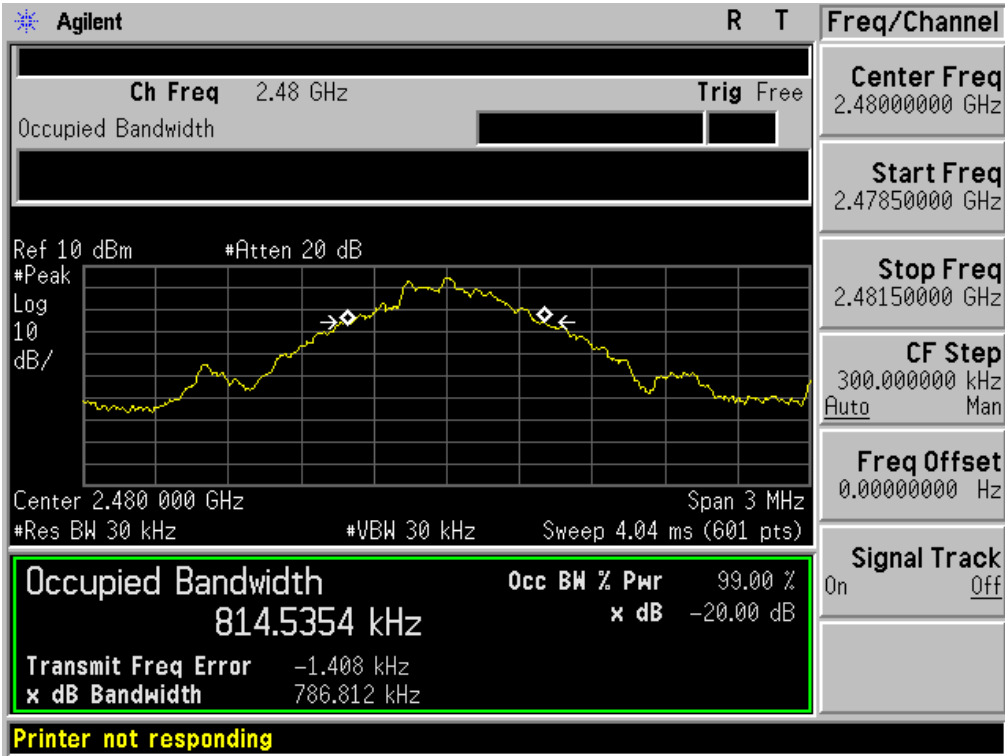 Agilent
R T
Freq/Channel
Ch Freq 2.48 GHz
Trig Free
Occupied Bandwidth
Center Freq
2.48000000 GHz
Start Freq
2.47850000 GHz
Stop Freq
2.48150000 GHz
CF Step
300.000000 kHz
Auto Man
Freq Offset
0.00000000 Hz
Signal Track
On Off
Ref 10 dBm
#Atten 20 dB
#Peak
Log
10
dB/
Center 2.480 000 GHz
Span 3 MHz
#Res BW 30 kHz
#VBW 30 kHz
Sweep 4.04 ms (601 pts)
Occupied Bandwidth
814.5354 kHz
Occ BW % Pwr 99.00 %
x dB -20.00 dB
Transmit Freq Error -1.408 kHz
x dB Bandwidth 786.812 kHz
Printer not responding